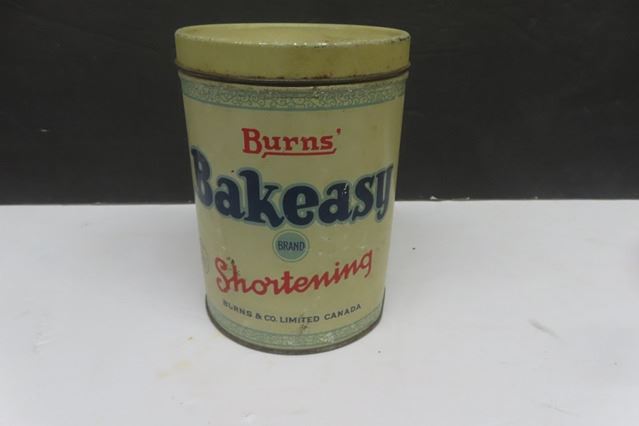 Burns'
Bakeasy
BRAND
Shortening
BURNS & CO. LIMITED CANADA